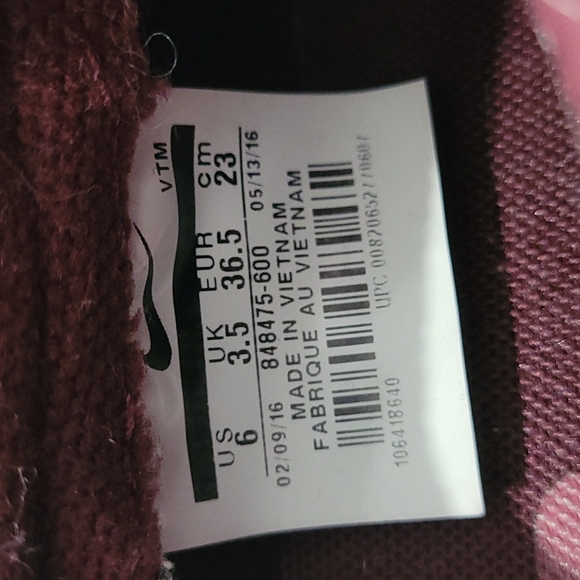 VTM
US UK EUR cm
6 3.5 36.5 23
02/09/16 848475-600 05/13/16
MADE IN VIETNAM
FABRIQUE AU VIETNAM
106418640 UPC